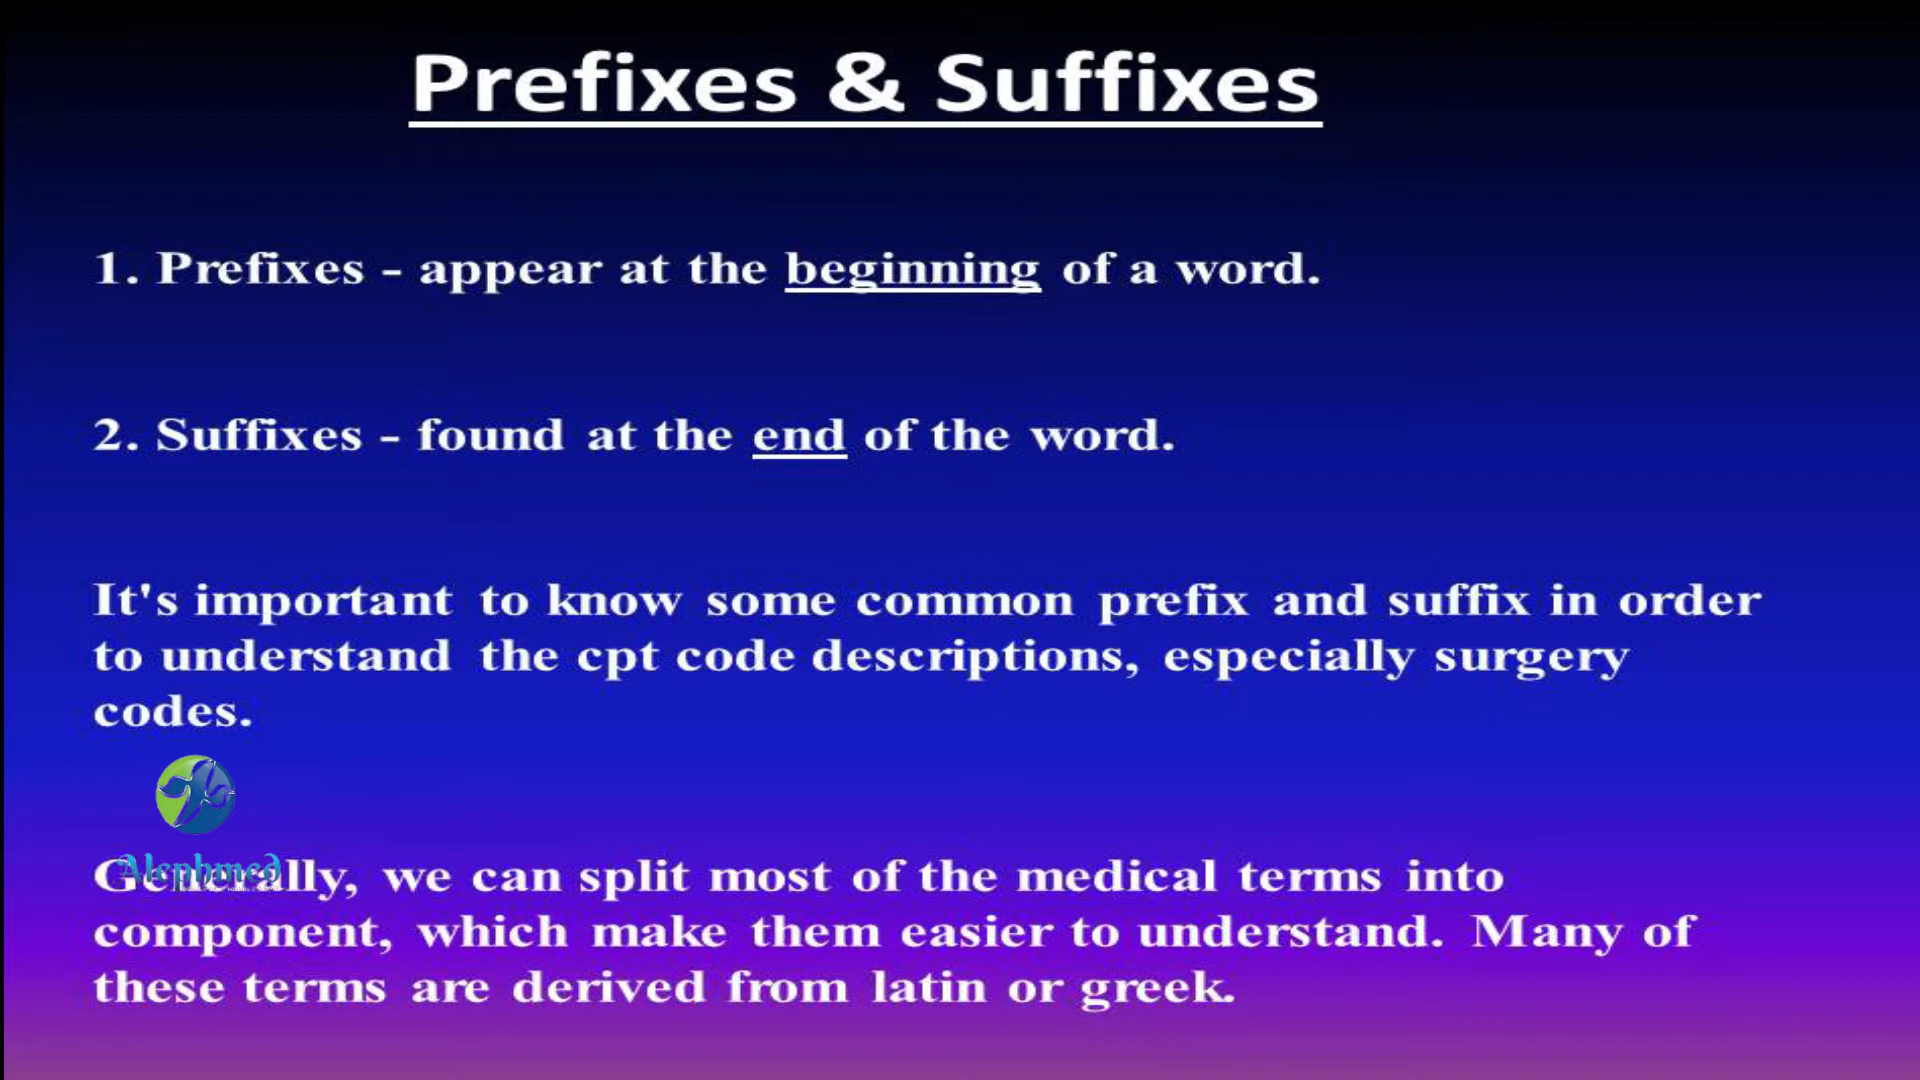 Prefixes & Suffixes
1. Prefixes - appear at the beginning of a word.
2. Suffixes - found at the end of the word.
It's important to know some common prefix and suffix in order
to understand the cpt code descriptions, especially surgery
codes.
Alephmed
Generally, we can split most of the medical terms into
component, which make them easier to understand. Many of
these terms are derived from latin or greek.